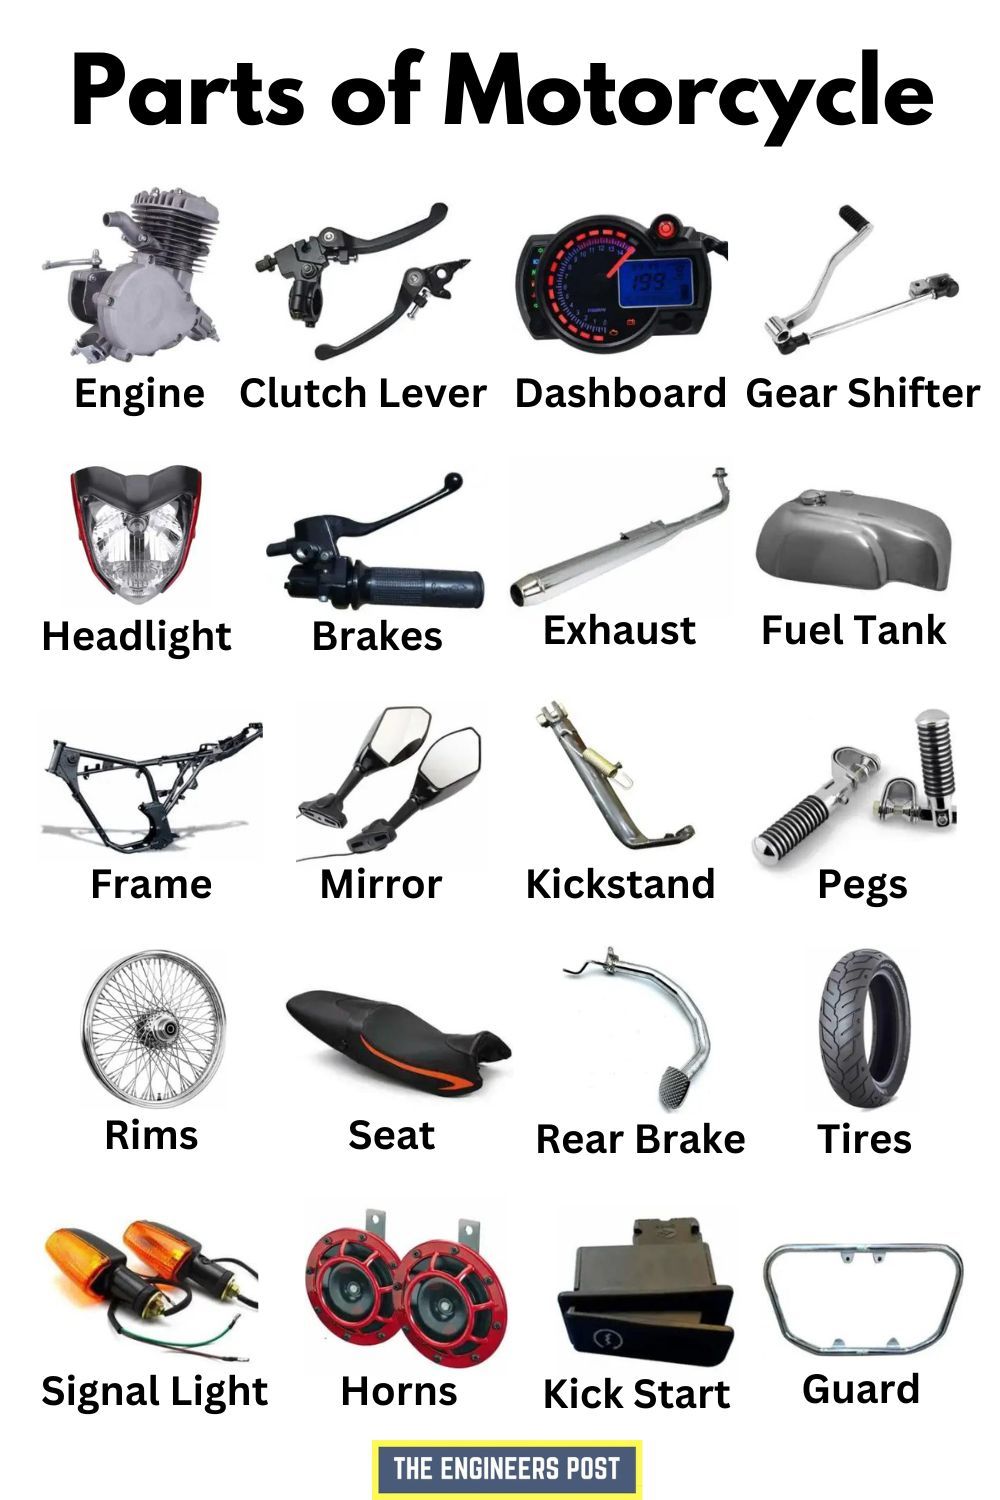 Parts of Motorcycle
Engine
Clutch Lever
Dashboard
Gear Shifter
199
Headlight
Brakes
Exhaust
Fuel Tank
Frame
Mirror
Kickstand
Pegs
Rims
Seat
Rear Brake
Tires
Signal Light
Horns
Kick Start
Guard
THE ENGINEERS POST